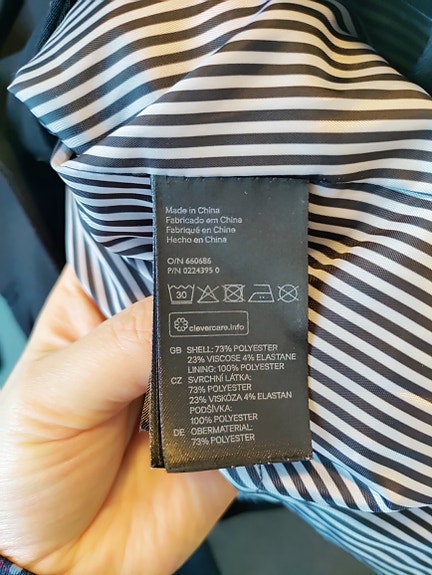 Made in China
Fabricado em China
Fabriqué en China
Hecho en China
O/N 660686
P/N 0224395 0
30
clevercare.info
GB SHELL: 73% POLYESTER
23% VISCOSE 4% ELASTANE
LINING: 100% POLYESTER
CZ SVRCHNÍ LÁTKA:
73% POLYESTER
23% VISKÓZA 4% ELASTAN
PODŠÍVKA:
100% POLYESTER
DE OBERMATERIAL:
73% POLYESTER